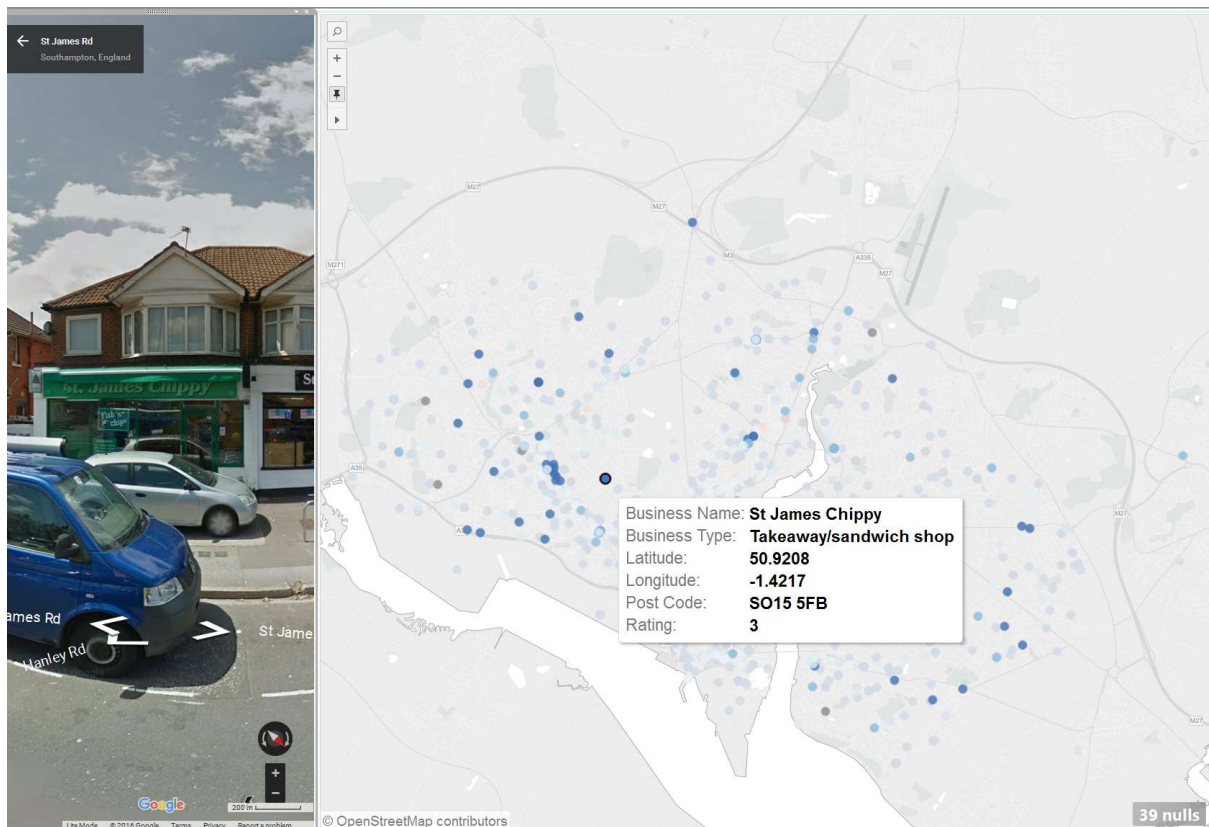 St James Rd
Southampton, England
St. James Chippy
Fish 'n' chips
ames Rd
St Jame
Hanley Rd
Google
200 m
Lite Mode © 2016 Google Terms Privacy Report a problem
M27
M27
M3
A335
M27
M271
A35
M27
M27
Business Name: St James Chippy
Business Type: Takeaway/sandwich shop
Latitude: 50.9208
Longitude: -1.4217
Post Code: SO15 5FB
Rating: 3
© OpenStreetMap contributors
39 nulls